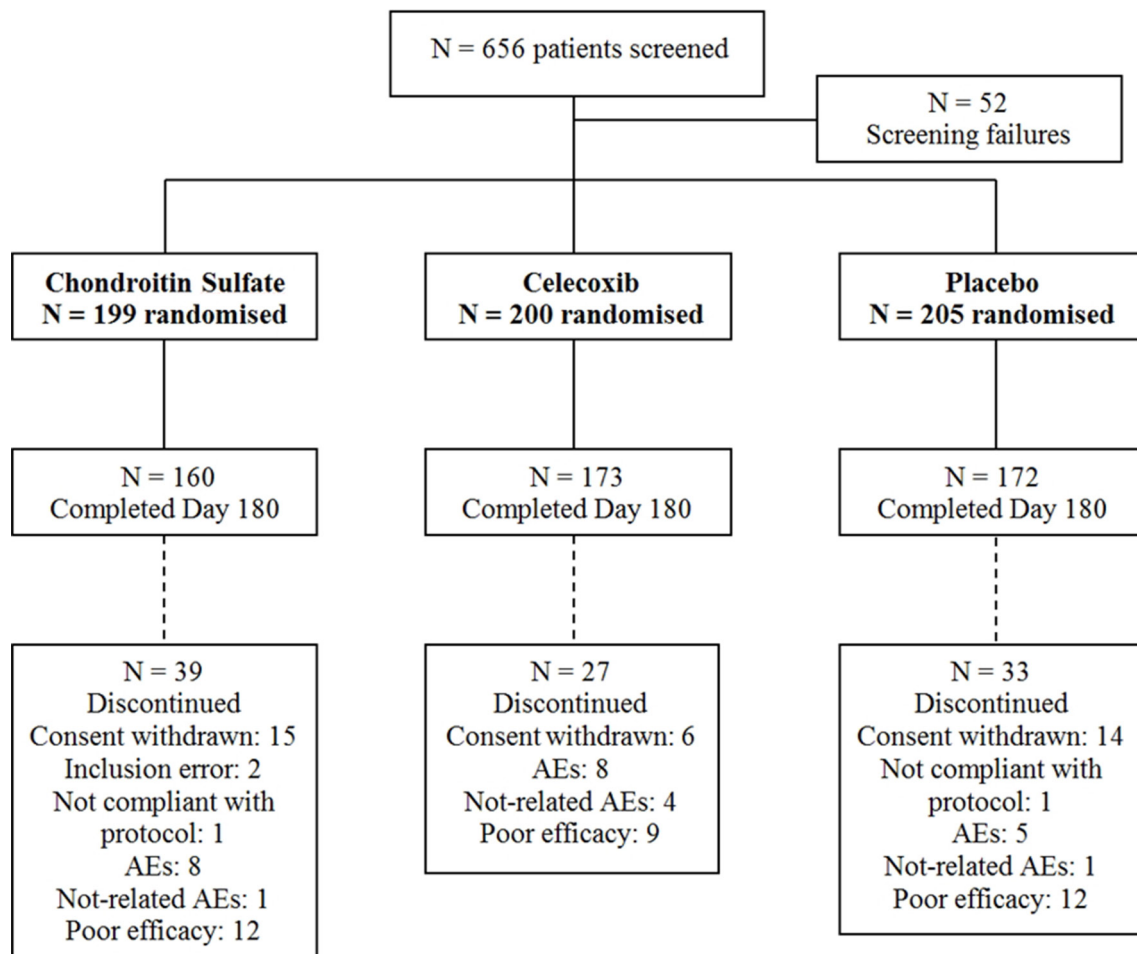 N = 656 patients screened
N = 52
Screening failures
Chondroitin Sulfate
N = 199 randomised
Celecoxib
N = 200 randomised
Placebo
N = 205 randomised
N = 160
Completed Day 180
N = 173
Completed Day 180
N = 172
Completed Day 180
N = 39
Discontinued
Consent withdrawn: 15
Inclusion error: 2
Not compliant with
protocol: 1
AEs: 8
Not-related AEs: 1
Poor efficacy: 12
N = 27
Discontinued
Consent withdrawn: 6
AEs: 8
Not-related AEs: 4
Poor efficacy: 9
N = 33
Discontinued
Consent withdrawn: 14
Not compliant with
protocol: 1
AEs: 5
Not-related AEs: 1
Poor efficacy: 12